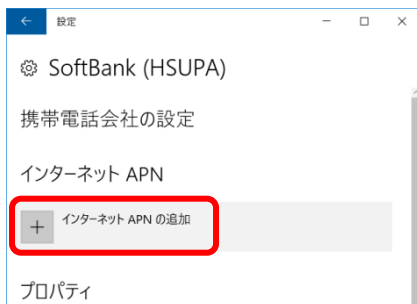 設定
SoftBank (HSUPA)
携帯電話会社の設定
インターネット APN
インターネット APN の追加
プロパティ